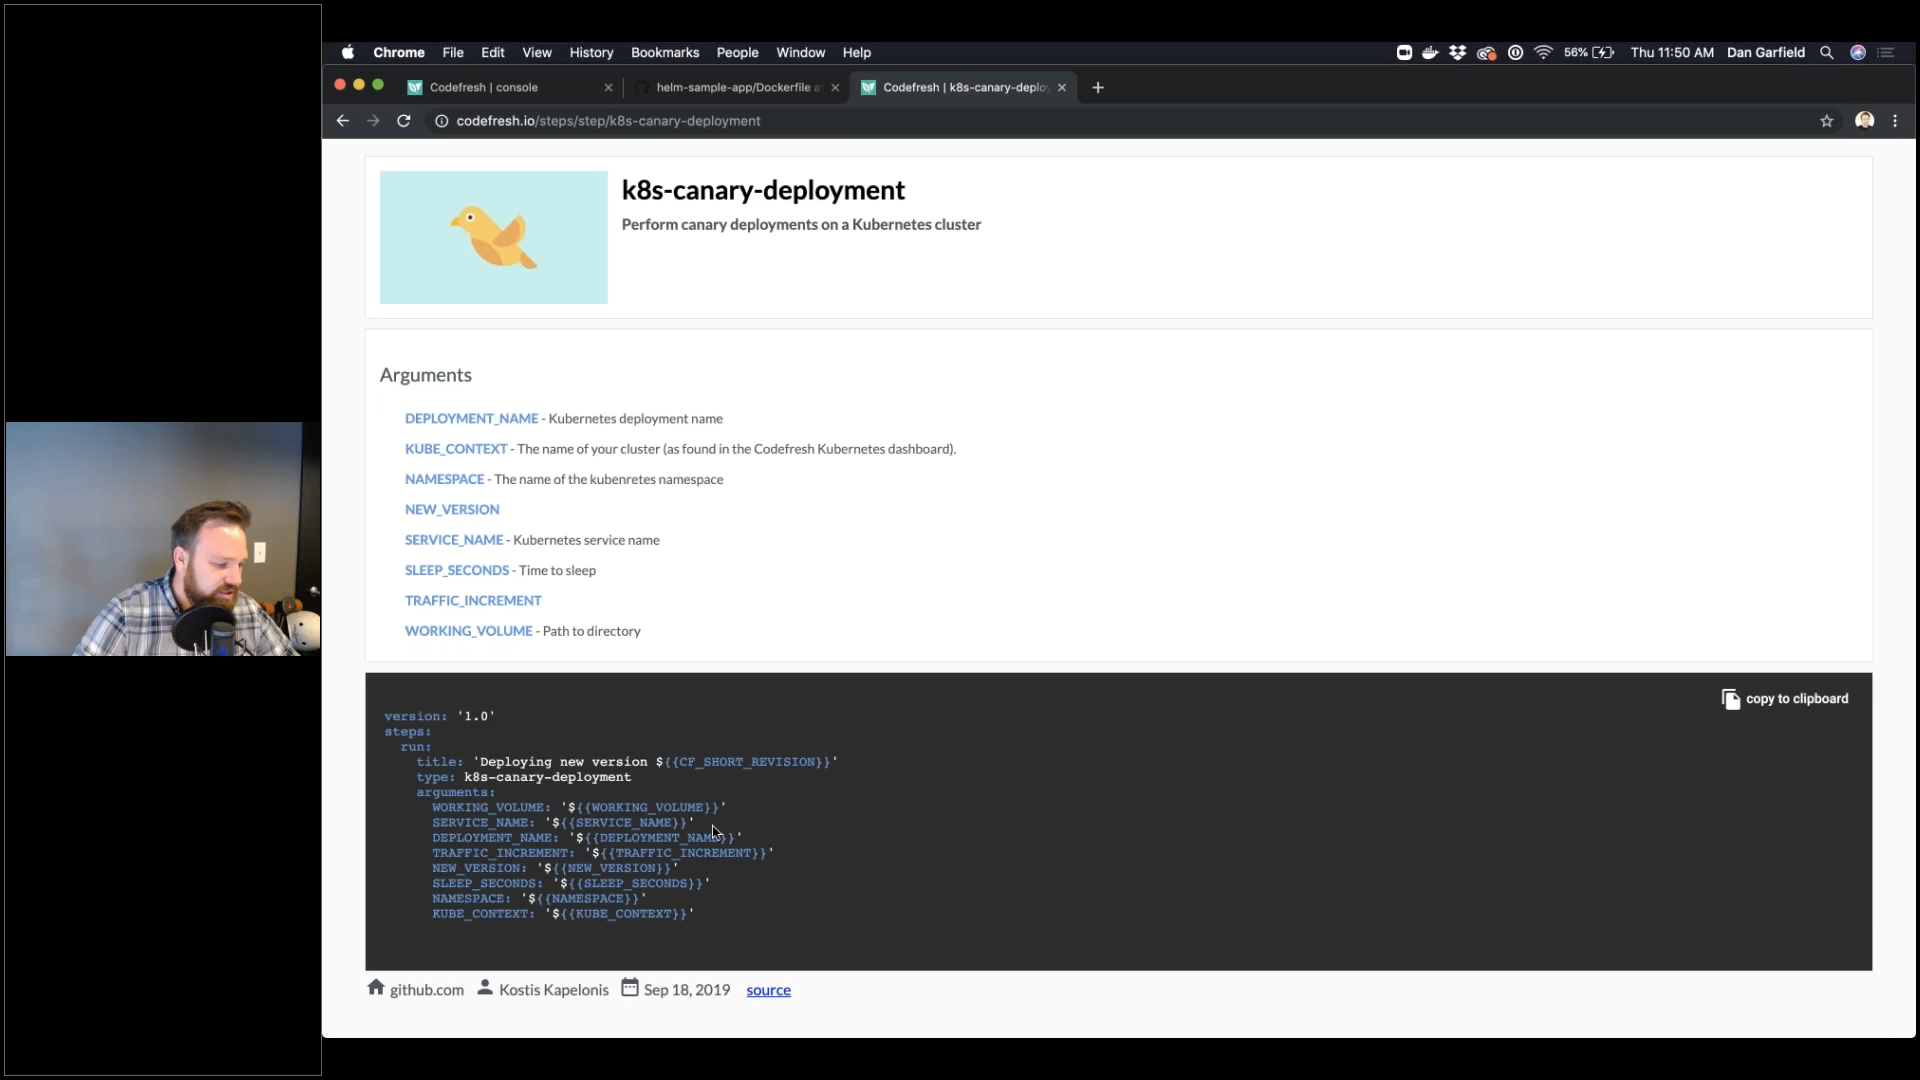 Chrome File Edit View History Bookmarks People Window Help 56% Thu 11:50 AM Dan Garfield
Codefresh | console
helm-sample-app/Dockerfile a
Codefresh | k8s-canary-deplo
codefresh.io/steps/step/k8s-canary-deployment
k8s-canary-deployment
Perform canary deployments on a Kubernetes cluster
Arguments
DEPLOYMENT_NAME - Kubernetes deployment name
KUBE_CONTEXT - The name of your cluster (as found in the Codefresh Kubernetes dashboard).
NAMESPACE - The name of the kubenretes namespace
NEW_VERSION
SERVICE_NAME - Kubernetes service name
SLEEP_SECONDS - Time to sleep
TRAFFIC_INCREMENT
WORKING_VOLUME - Path to directory
copy to clipboard
version: '1.0'
steps:
run:
title: 'Deploying new version ${{CF_SHORT_REVISION}}'
type: k8s-canary-deployment
arguments:
WORKING_VOLUME: '${{WORKING_VOLUME}}'
SERVICE_NAME: '${{SERVICE_NAME}}'
DEPLOYMENT_NAME: '${{DEPLOYMENT_NAME}}'
TRAFFIC_INCREMENT: '${{TRAFFIC_INCREMENT}}'
NEW_VERSION: '${{NEW_VERSION}}'
SLEEP_SECONDS: '${{SLEEP_SECONDS}}'
NAMESPACE: '${{NAMESPACE}}'
KUBE_CONTEXT: '${{KUBE_CONTEXT}}'
github.com Kostis Kapelonis Sep 18, 2019 source